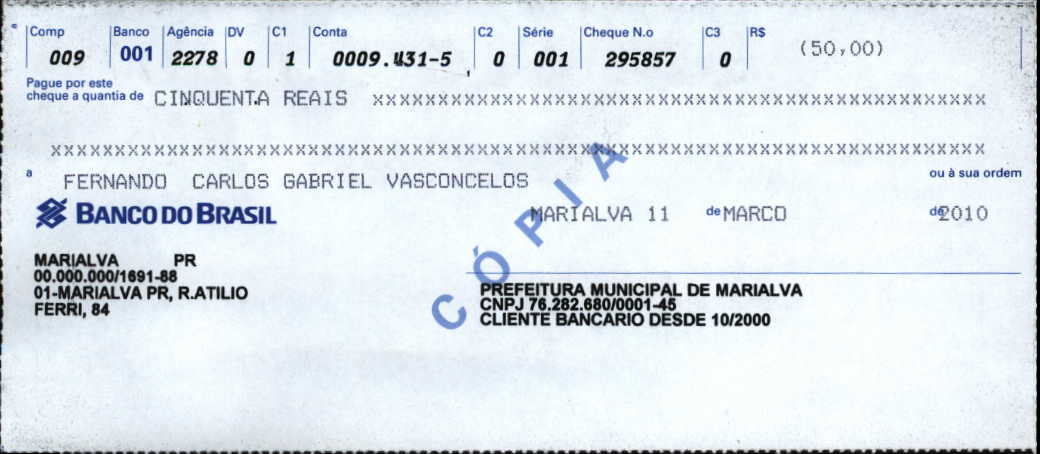 Comp Banco Agência DV C1 Conta C2 Série Cheque N.o C3 R$ (50,00)
009 001 2278 0 1 0009.431-5 0 001 295857 0
Pague por este
cheque a quantia de CINQUENTA REAIS xxxxxxxxxxxxxxxxxxxxxxxxxxxxxxxxxxxxxxxxxxxxxxxxxxxxx
xxxxxxxxxxxxxxxxxxxxxxxxxxxxxxxxxxxxxxxxxxxxxxxxxxxxxxxxxxxxxxxxxxxxxxxxxxxxxxx
a FERNANDO CARLOS GABRIEL VASCONCELOS ou à sua ordem
BANCO DO BRASIL
MARIALVA 11 de MARCO de 2010
MARIALVA PR
00.000.000/1691-88
01-MARIALVA PR, R.ATILIO
FERRI, 84
PREFEITURA MUNICIPAL DE MARIALVA
CNPJ 76.282.680/0001-45
CLIENTE BANCARIO DESDE 10/2000
CÓPIA